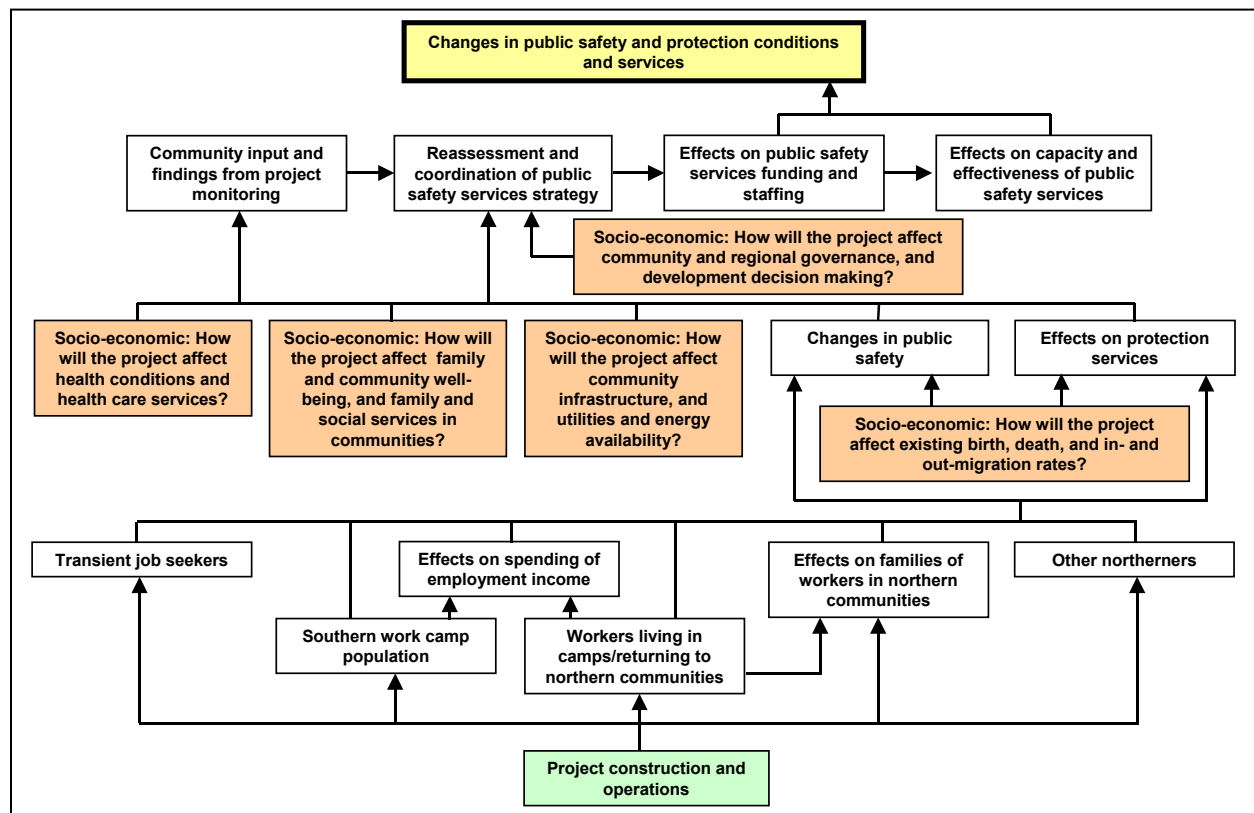 Changes in public safety and protection conditions
and services
Community input and
findings from project
monitoring
Reassessment and
coordination of public
safety services strategy
Effects on public safety
services funding and
staffing
Effects on capacity and
effectiveness of public
safety services
Socio-economic: How will the project affect
community and regional governance, and
development decision making?
Socio-economic: How
will the project affect
health conditions and
health care services?
Socio-economic: How will
the project affect family
and community well-
being, and family and
social services in
communities?
Socio-economic: How
will the project affect
community
infrastructure, and
utilities and energy
availability?
Changes in public
safety
Effects on protection
services
Socio-economic: How will the project
affect existing birth, death, and in- and
out-migration rates?
Transient job seekers
Effects on spending of
employment income
Effects on families of
workers in northern
communities
Other northerners
Southern work camp
population
Workers living in
camps/returning to
northern communities
Project construction and
operations